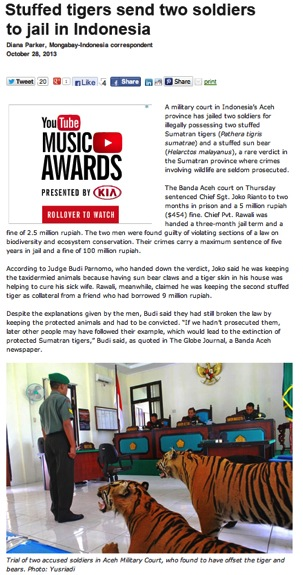 Stuffed tigers send two soldiers
to jail in Indonesia
Diana Parker, Mongabay-Indonesia correspondent
October 28, 2013
Tweet 20 1 Like 4 Share Share print
YouTube
MUSIC
AWARDS
PRESENTED BY KIA
ROLLOVER TO WATCH
A military court in Indonesia's Aceh
province has jailed two soldiers for
illegally possessing two stuffed
Sumatran tigers (Pathera tigris
sumatrae) and a stuffed sun bear
(Helarctos malayanus), a rare verdict in
the Sumatran province where crimes
involving wildlife are seldom prosecuted.
The Banda Aceh court on Thursday
sentenced Chief Sgt. Joko Rianto to two
months in prison and a 5 million rupiah
($454) fine. Chief Pvt. Rawali was
handed a three-month jail term and a
fine of 2.5 million rupiah. The two men were found guilty of violating sections of a law on
biodiversity and ecosystem conservation. Their crimes carry a maximum sentence of five
years in jail and a fine of 100 million rupiah.
According to Judge Budi Parnomo, who handed down the verdict, Joko said he was keeping
the taxidermied animals because having sun bear claws and a tiger skin in his house was
helping to cure his sick wife. Rawali, meanwhile, claimed he was keeping the second stuffed
tiger as collateral from a friend who had borrowed 9 million rupiah.
Despite the explanations given by the men, Budi said they had still broken the law by
keeping the protected animals and had to be convicted. "If we hadn't prosecuted them,
later other people may have followed their example, which would lead to the extinction of
protected Sumatran tigers," Budi said, as quoted in The Globe Journal, a Banda Aceh
newspaper.
Trial of two accused soldiers in Aceh Military Court, who found to have offset the tiger and
bears. Photo: Yusriadi